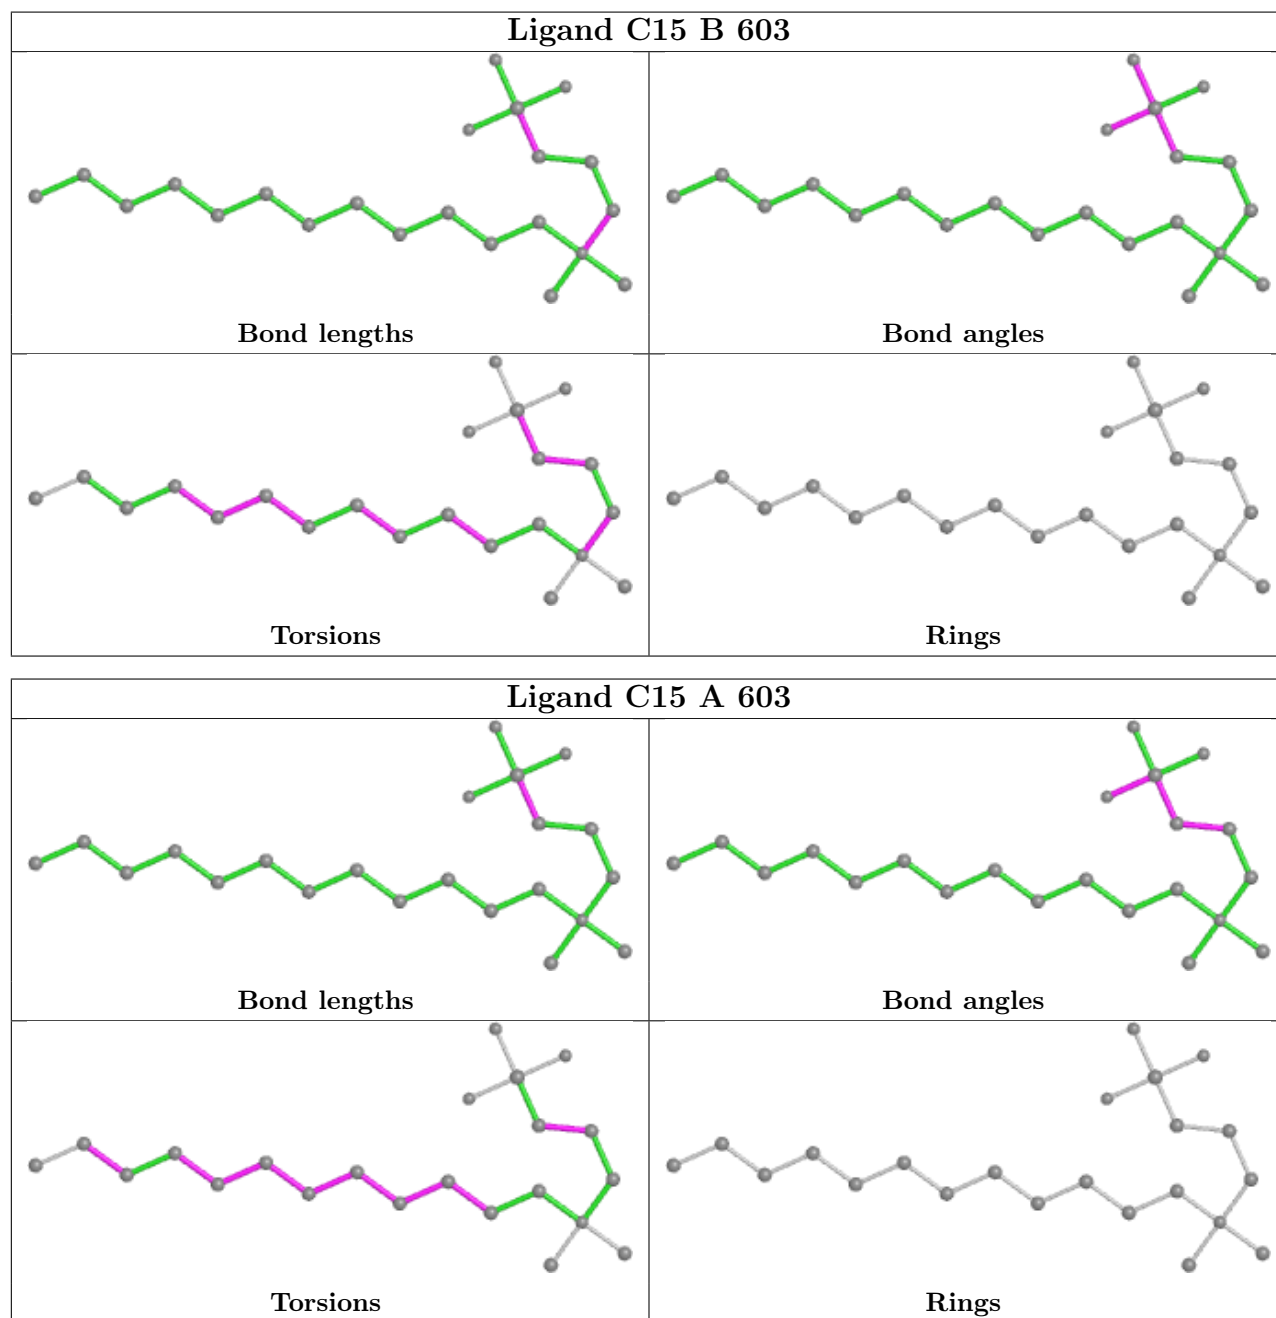 Ligand C15 B 603
Bond lengths
Bond angles
Torsions
Rings
Ligand C15 A 603
Bond lengths
Bond angles
Torsions
Rings